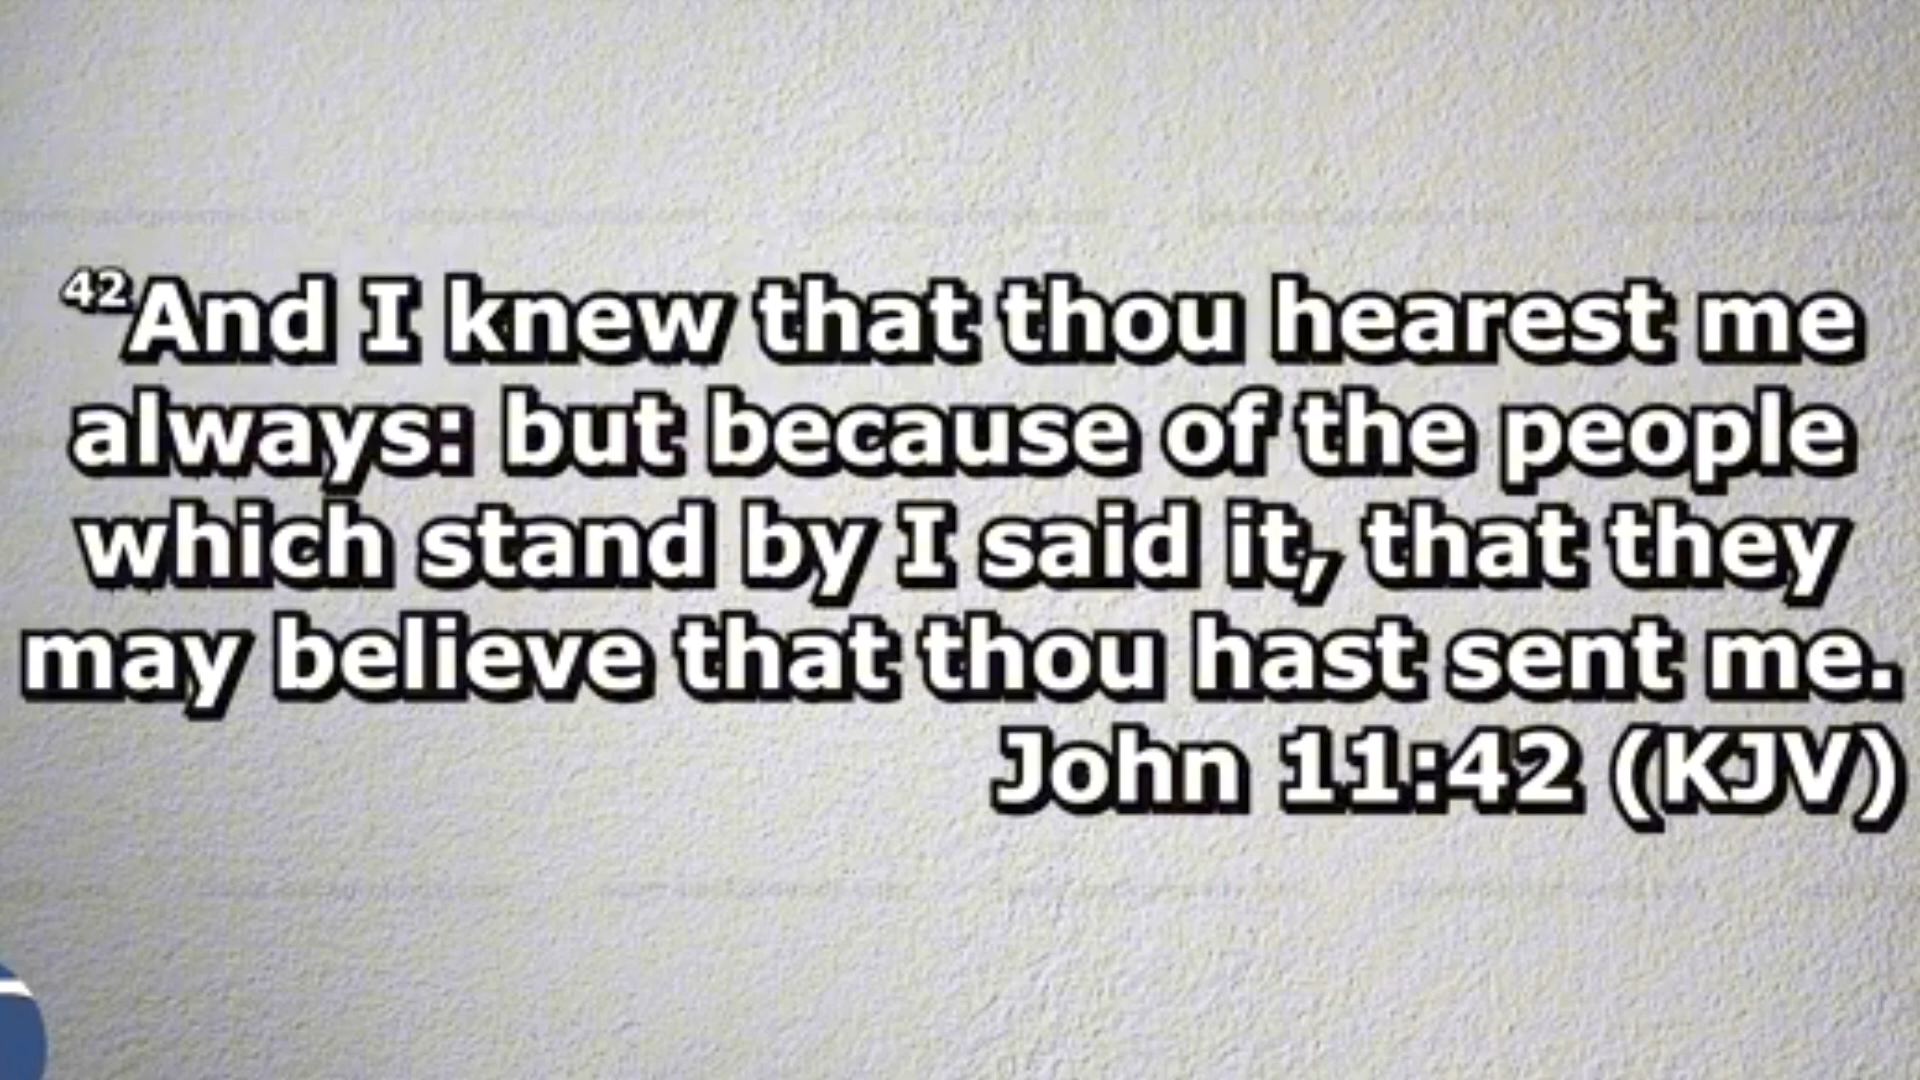 42And I knew that thou hearest me
always: but because of the people
which stand by I said it, that they
may believe that thou hast sent me.
John 11:42 (KJV)